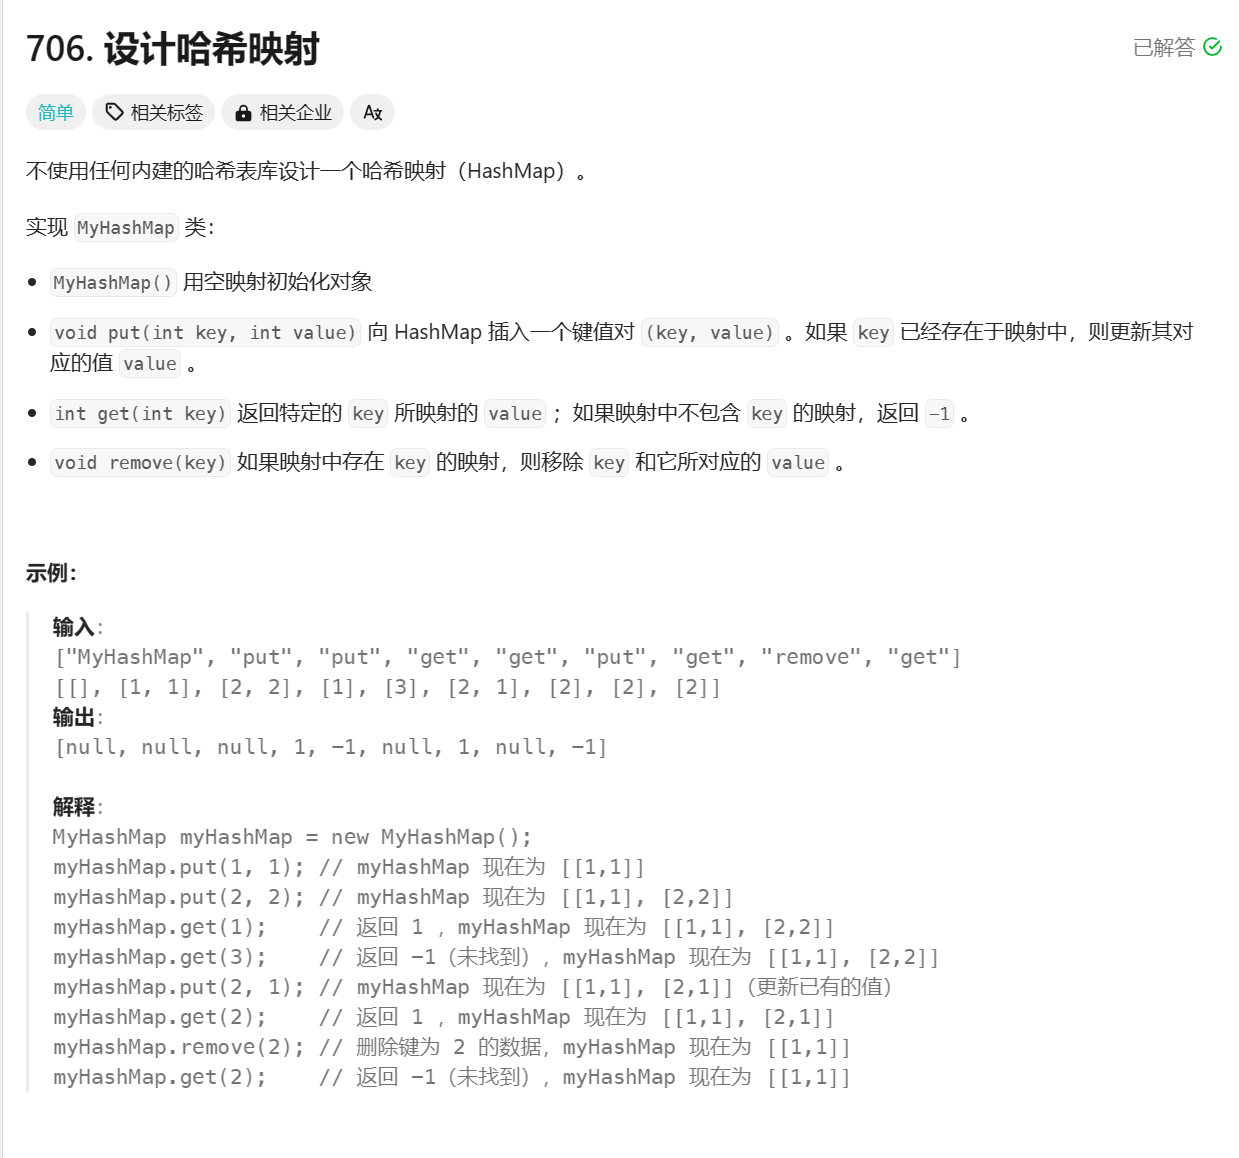 706. 设计哈希映射
已解答
简单 相关标签 相关企业
不使用任何内建的哈希表库设计一个哈希映射（HashMap）。
实现 MyHashMap 类：
MyHashMap() 用空映射初始化对象
void put(int key, int value) 向 HashMap 插入一个键值对 (key, value) 。如果 key 已经存在于映射中，则更新其对
应的值 value 。
int get(int key) 返回特定的 key 所映射的 value ；如果映射中不包含 key 的映射，返回 -1 。
void remove(key) 如果映射中存在 key 的映射，则移除 key 和它所对应的 value 。
示例：
输入：
["MyHashMap", "put", "put", "get", "get", "put", "get", "remove", "get"]
[[], [1, 1], [2, 2], [1], [3], [2, 1], [2], [2], [2]]
输出：
[null, null, null, 1, -1, null, 1, null, -1]
解释：
MyHashMap myHashMap = new MyHashMap();
myHashMap.put(1, 1); // myHashMap 现在为 [[1,1]]
myHashMap.put(2, 2); // myHashMap 现在为 [[1,1], [2,2]]
myHashMap.get(1);    // 返回 1 ，myHashMap 现在为 [[1,1], [2,2]]
myHashMap.get(3);    // 返回 -1（未找到），myHashMap 现在为 [[1,1], [2,2]]
myHashMap.put(2, 1); // myHashMap 现在为 [[1,1], [2,1]]（更新已有的值）
myHashMap.get(2);    // 返回 1 ，myHashMap 现在为 [[1,1], [2,1]]
myHashMap.remove(2); // 删除键为 2 的数据，myHashMap 现在为 [[1,1]]
myHashMap.get(2);    // 返回 -1（未找到），myHashMap 现在为 [[1,1]]